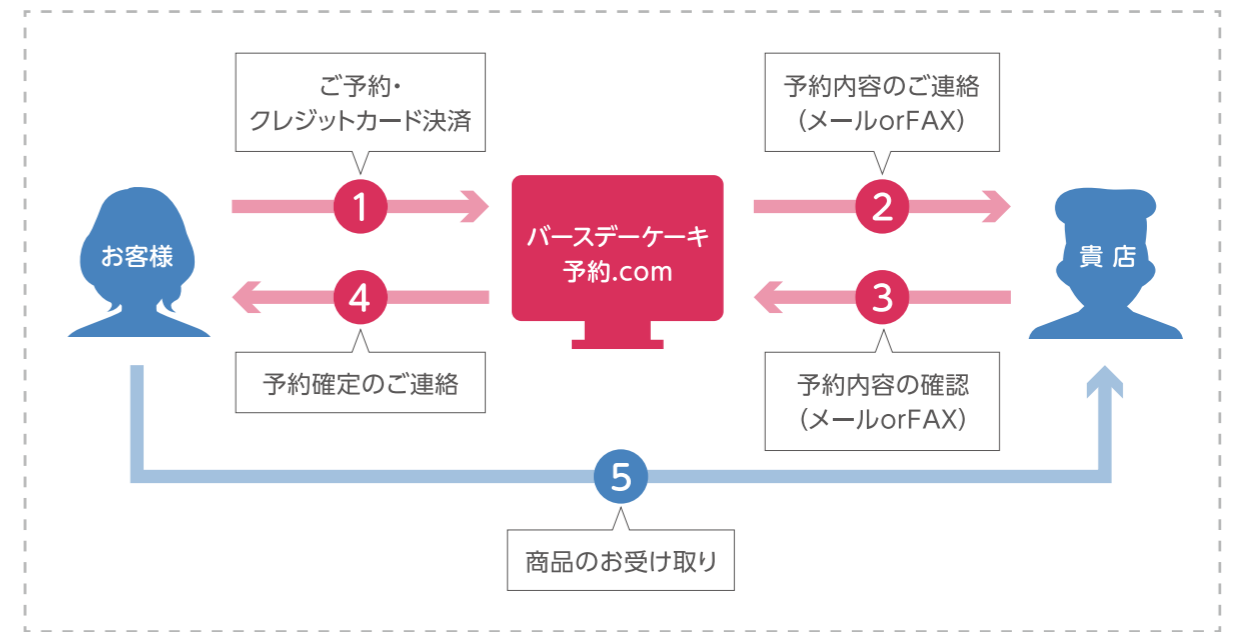 ご予約・
クレジットカード決済
予約内容のご連絡
(メールorFAX)
1
2
お客様
バースデーケーキ
予約.com
貴 店
4
3
予約確定のご連絡
予約内容の確認
(メールorFAX)
5
商品のお受け取り